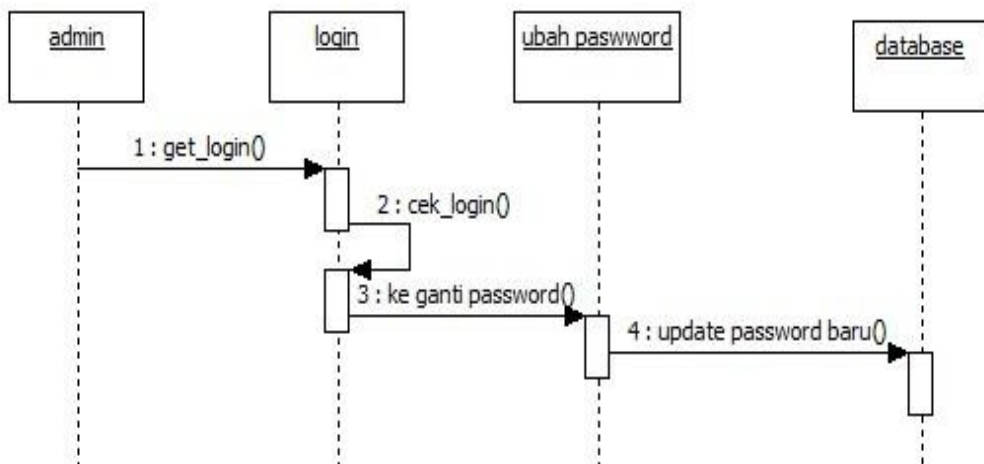 admin
login
ubah paswword
database
1 : get_login()
2 : cek_login()
3 : ke ganti password()
4 : update password baru()